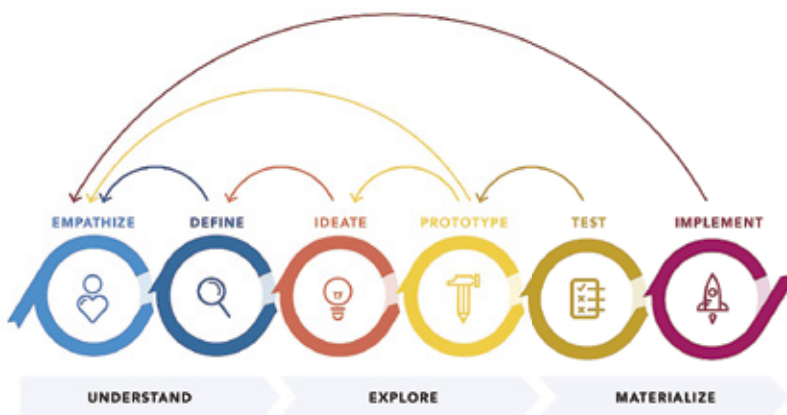 EMPATHIZE DEFINE IDEATE PROTOTYPE TEST IMPLEMENT
UNDERSTAND EXPLORE MATERIALIZE